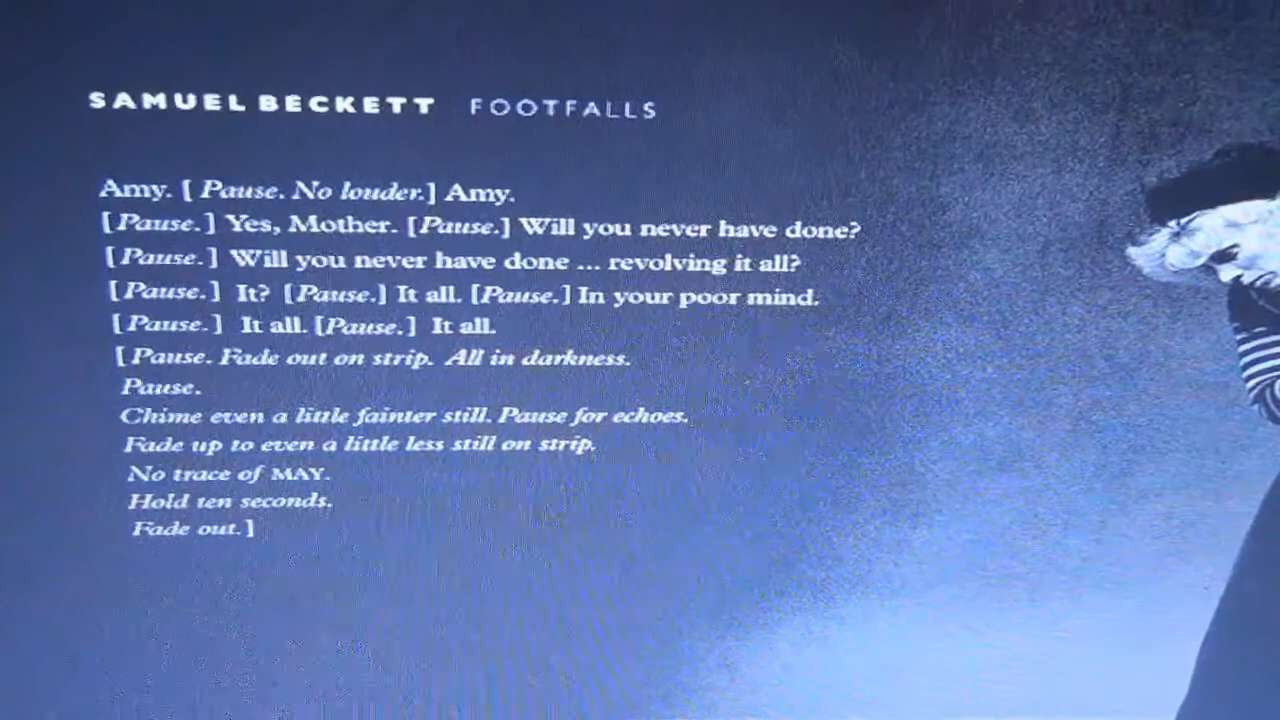 SAMUEL BECKETT FOOTFALLS
Amy. [ Pause. No louder.] Amy.
[Pause.] Yes, Mother. [Pause.] Will you never have done?
[Pause.] Will you never have done ... revolving it all?
[Pause.] It? [Pause.] It all. [Pause.] In your poor mind.
[Pause.] It all. [Pause.] It all.
[ Pause. Fade out on strip. All in darkness.
Pause.
Chime even a little fainter still. Pause for echoes.
Fade up to even a little less still on strip.
No trace of MAY.
Hold ten seconds.
Fade out.]